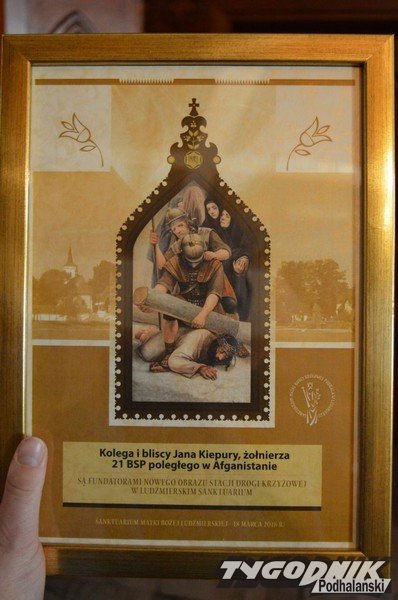 Kolega i bliscy Jana Kiepury, żołnierza
21 BSP poległego w Afganistanie
SĄ FUNDATORAMI NOWEGO OBRAZU STACJI DROGI KRZYŻOWEJ
W LUDŹMIERSKIM SANKTUARIUM
SANKTUARIUM MATKI BOŻEJ LUDŹMIERSKIEJ - 18 MARCA 2018 R.
TYGODNIK
Podhalański